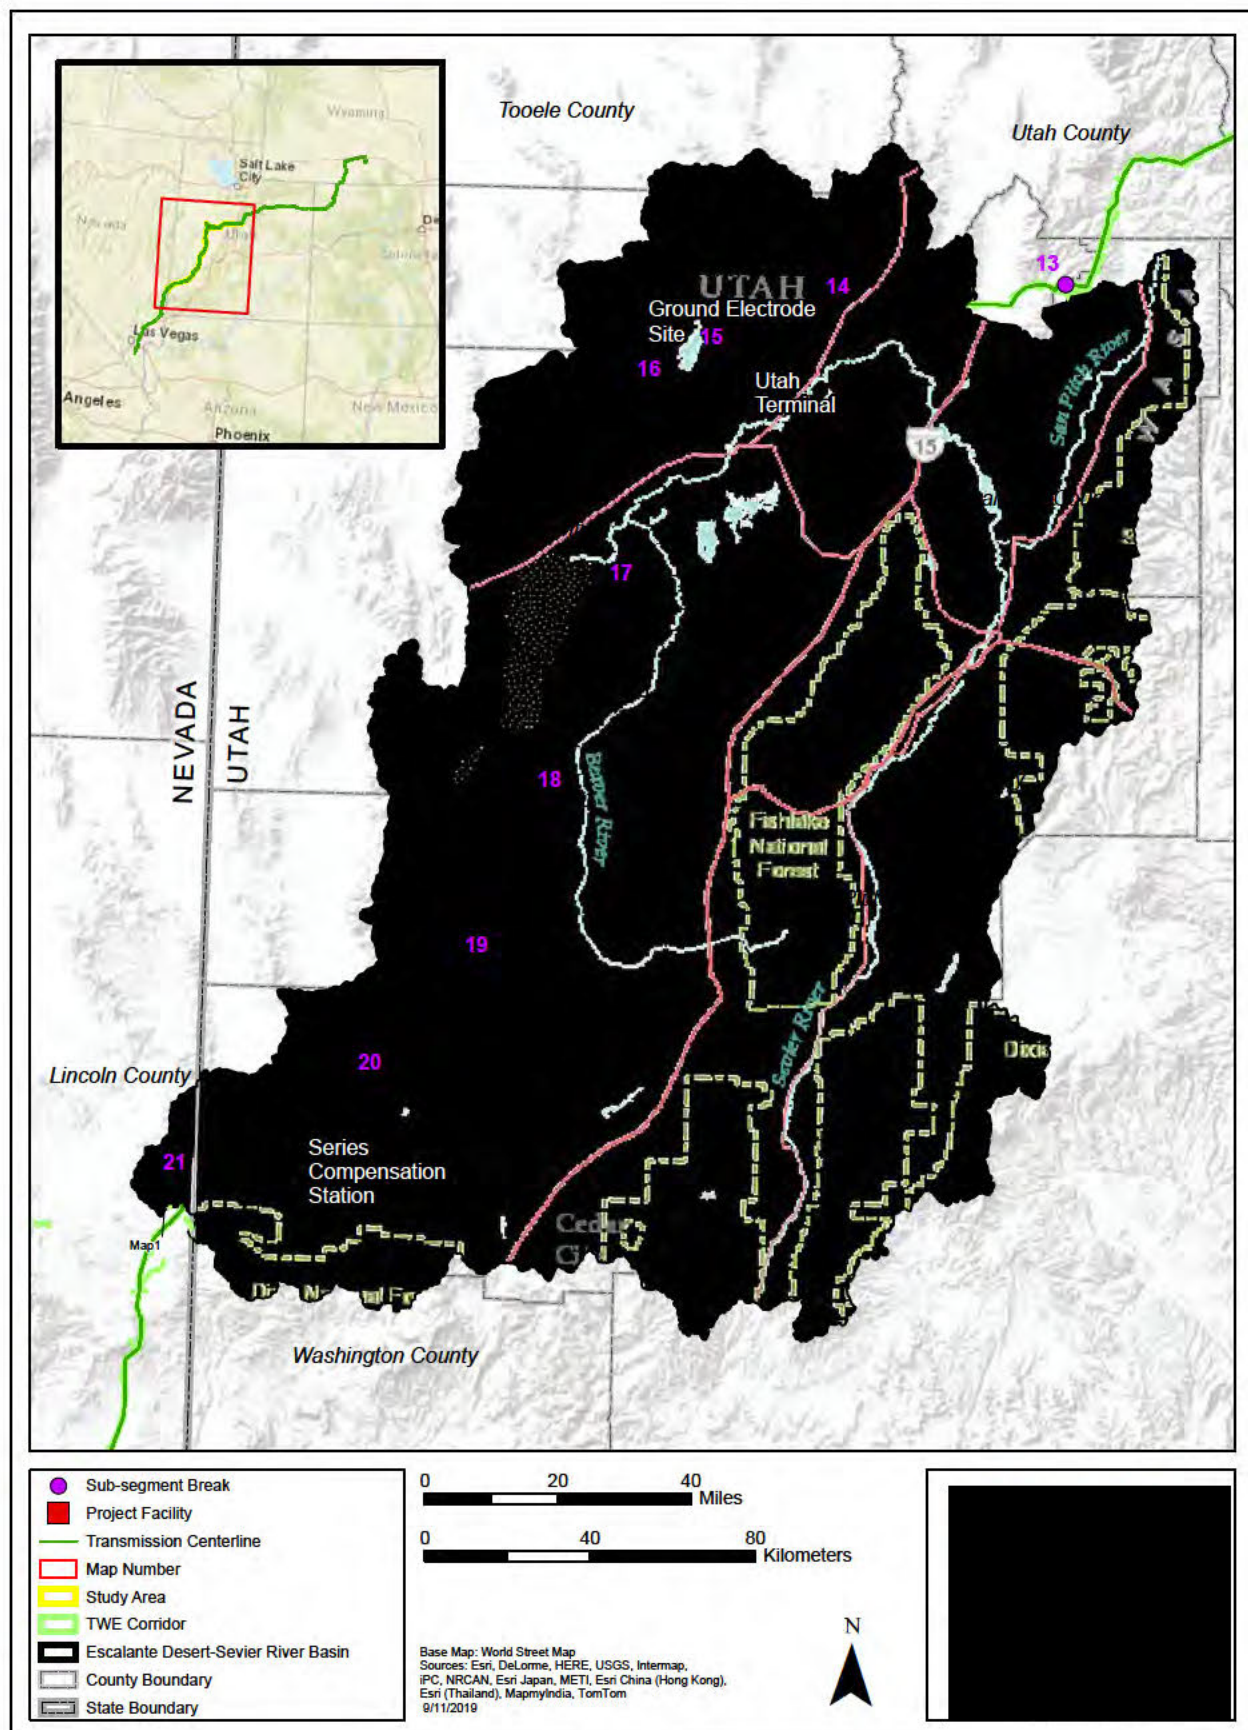 Tooele County
Utah County
Wyoming
Salt Lake
City
Nevada
Utah
Las Vegas
Angeles
Arizona
New Mexico
Phoenix
13
UTAH
14
Ground Electrode
Site
15
16
Utah
Terminal
San Pitch River
15
17
NEVADA
UTAH
18
Beaver River
Fishlake
National
Forest
19
Sevier River
20
Dixie
Lincoln County
21
Series
Compensation
Station
Cedar
Map1
Washington County
Sub-segment Break
Project Facility
Transmission Centerline
Map Number
Study Area
TWE Corridor
Escalante Desert-Sevier River Basin
County Boundary
State Boundary
0 20 40
Miles
0 40 80
Kilometers
N
Base Map: World Street Map
Sources: Esri, DeLorme, HERE, USGS, Intermap,
iPC, NRCAN, Esri Japan, METI, Esri China (Hong Kong),
Esri (Thailand), MapmyIndia, TomTom
9/11/2019